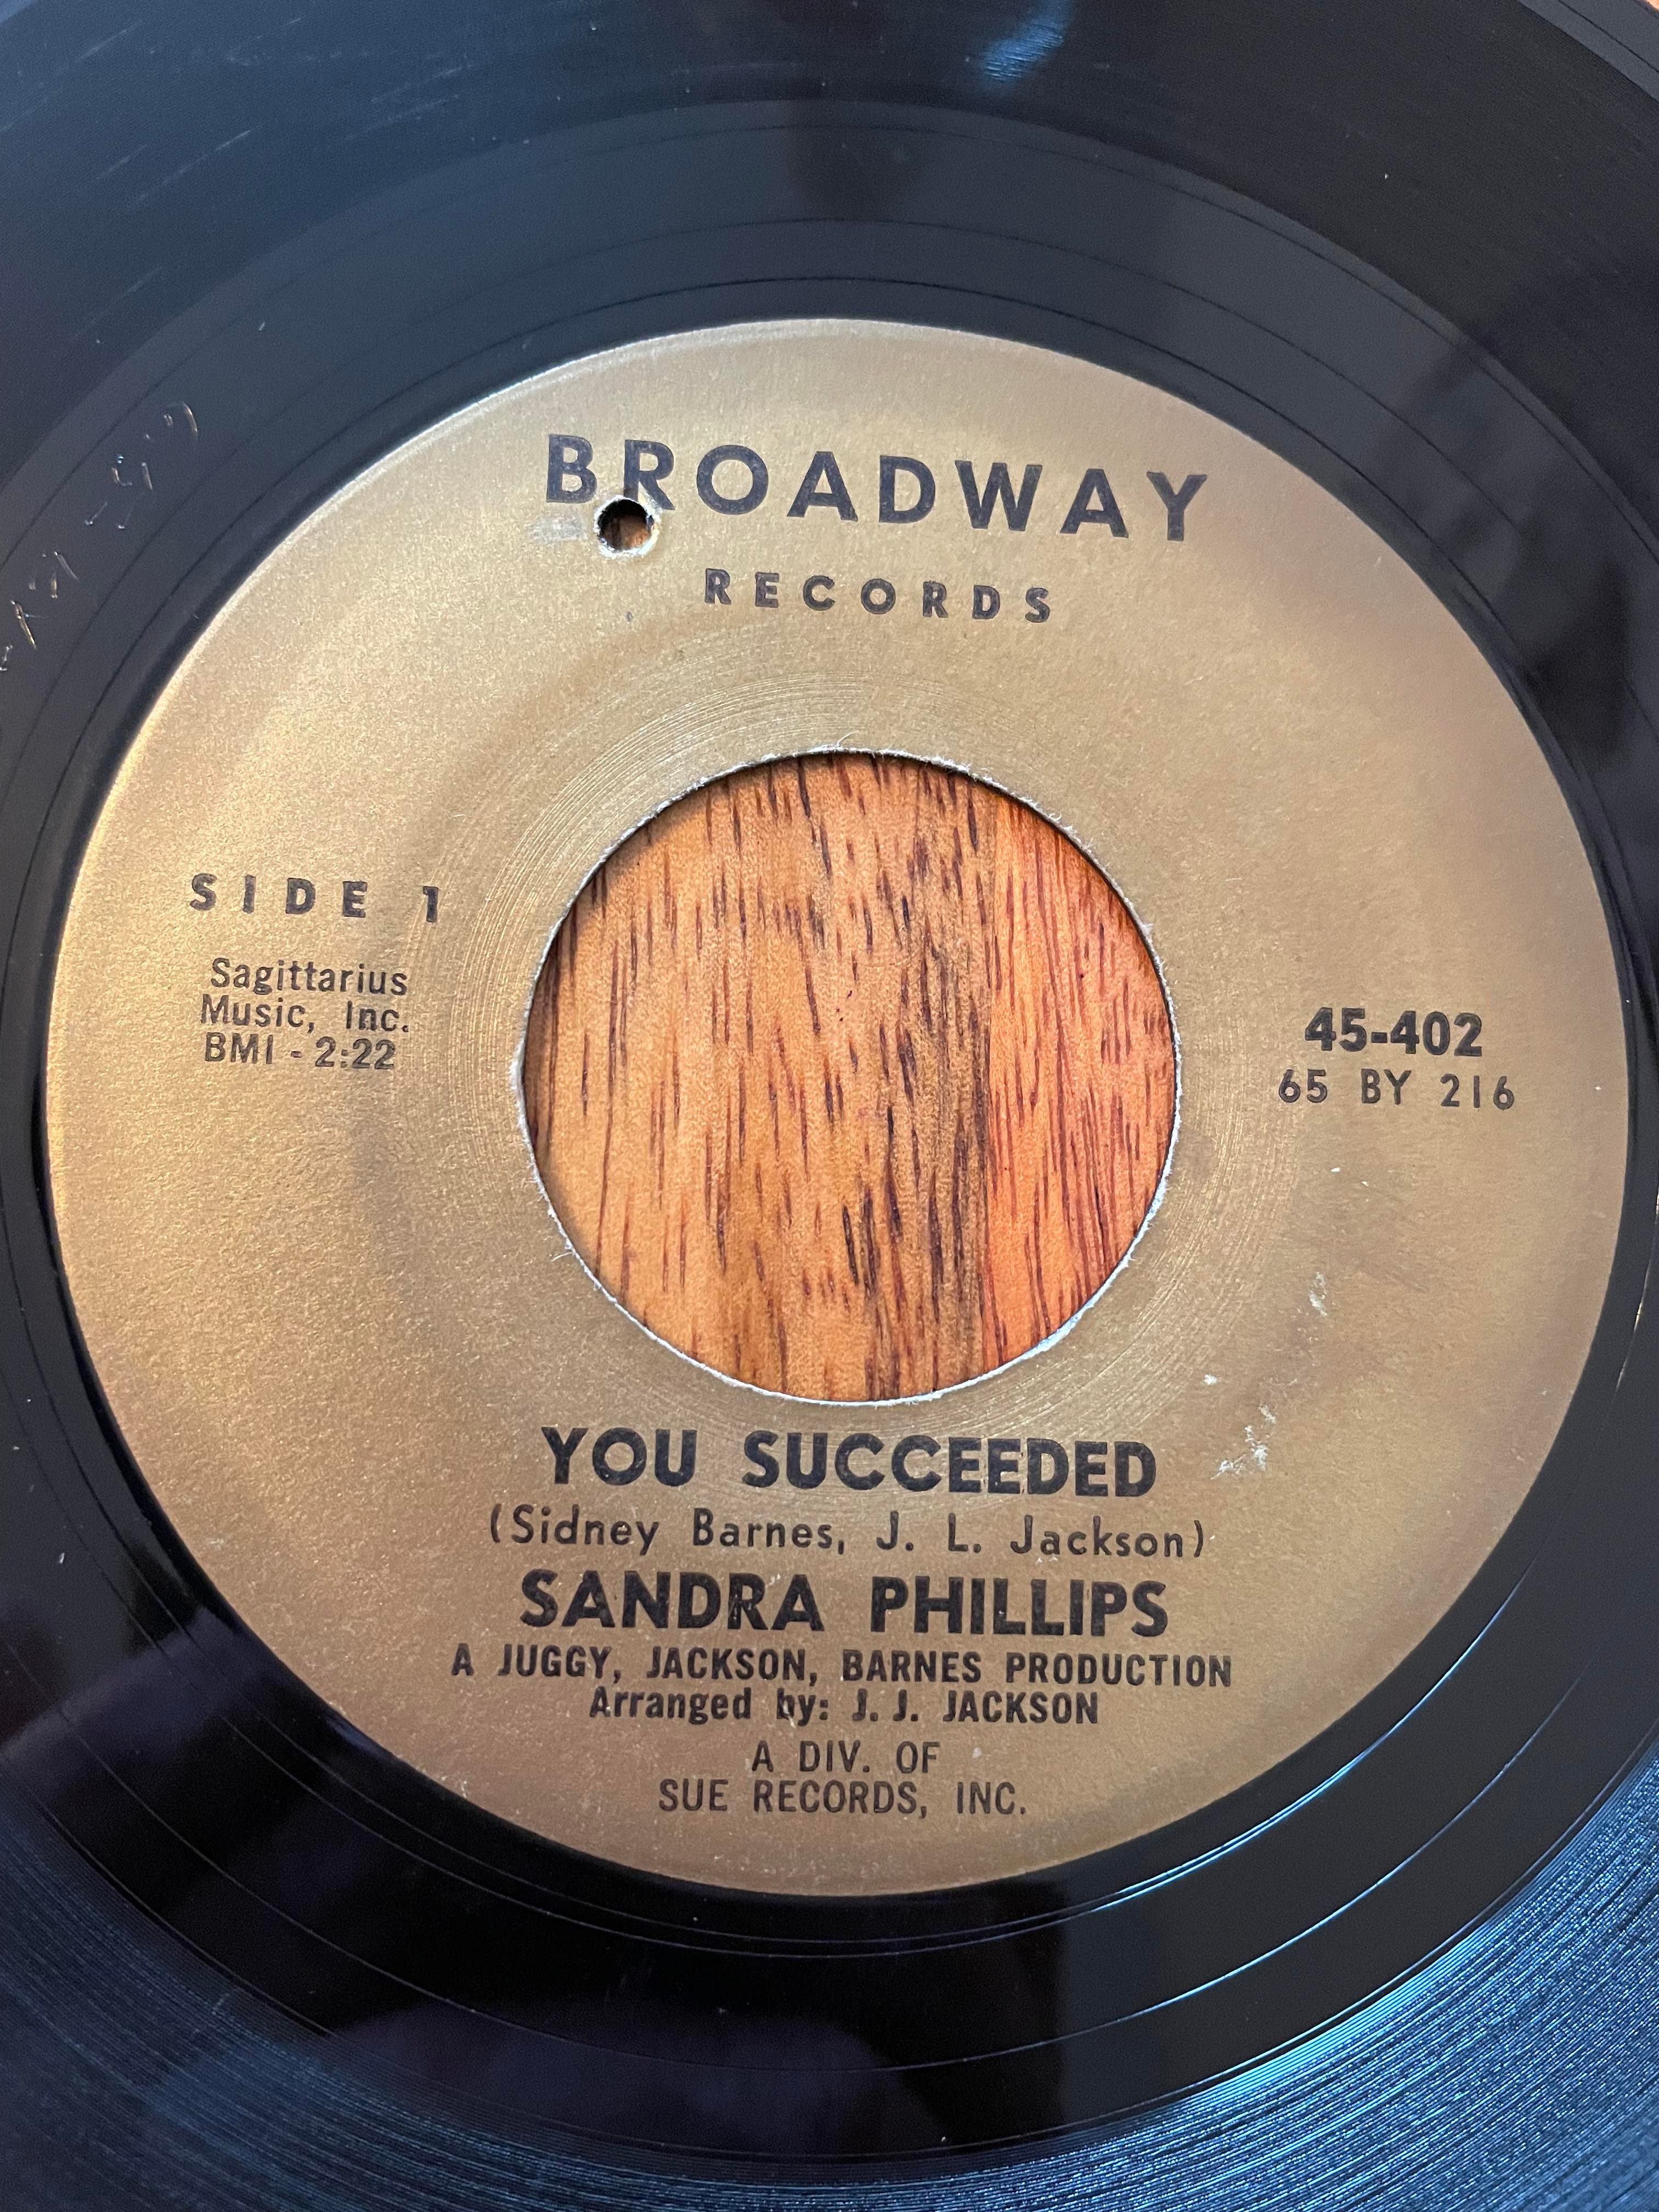 BROADWAY
RECORDS
SIDE 1
Sagittarius
Music, Inc.
BMI - 2:22
45-402
65 BY 216
YOU SUCCEEDED
(Sidney Barnes, J. L. Jackson)
SANDRA PHILLIPS
A JUGGY, JACKSON, BARNES PRODUCTION
Arranged by: J. J. JACKSON
A DIV. OF
SUE RECORDS, INC.